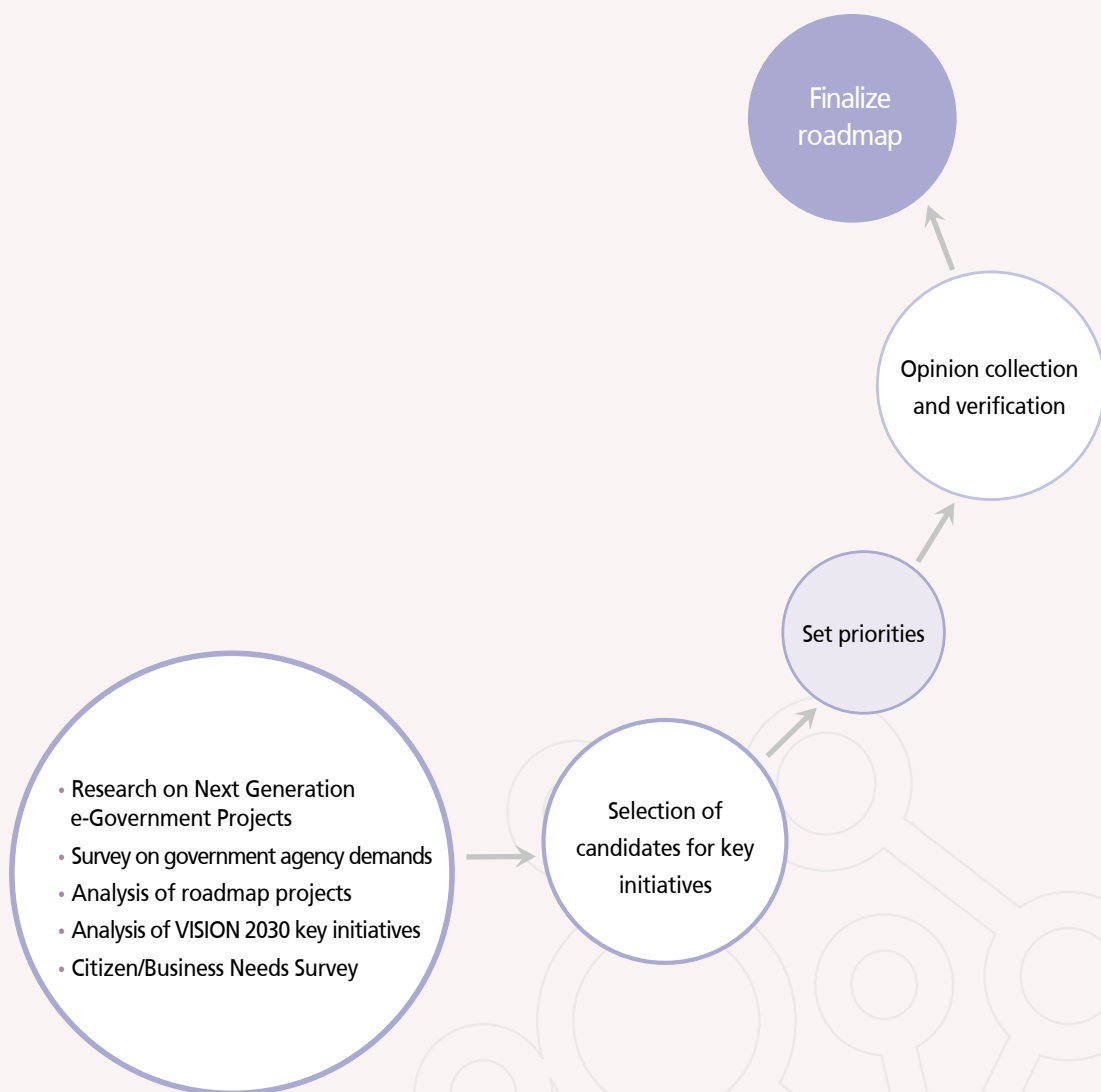 Finalize
roadmap
Opinion collection
and verification
Set priorities
Selection of
candidates for key
initiatives
• Research on Next Generation
e-Government Projects
• Survey on government agency demands
• Analysis of roadmap projects
• Analysis of VISION 2030 key initiatives
• Citizen/Business Needs Survey